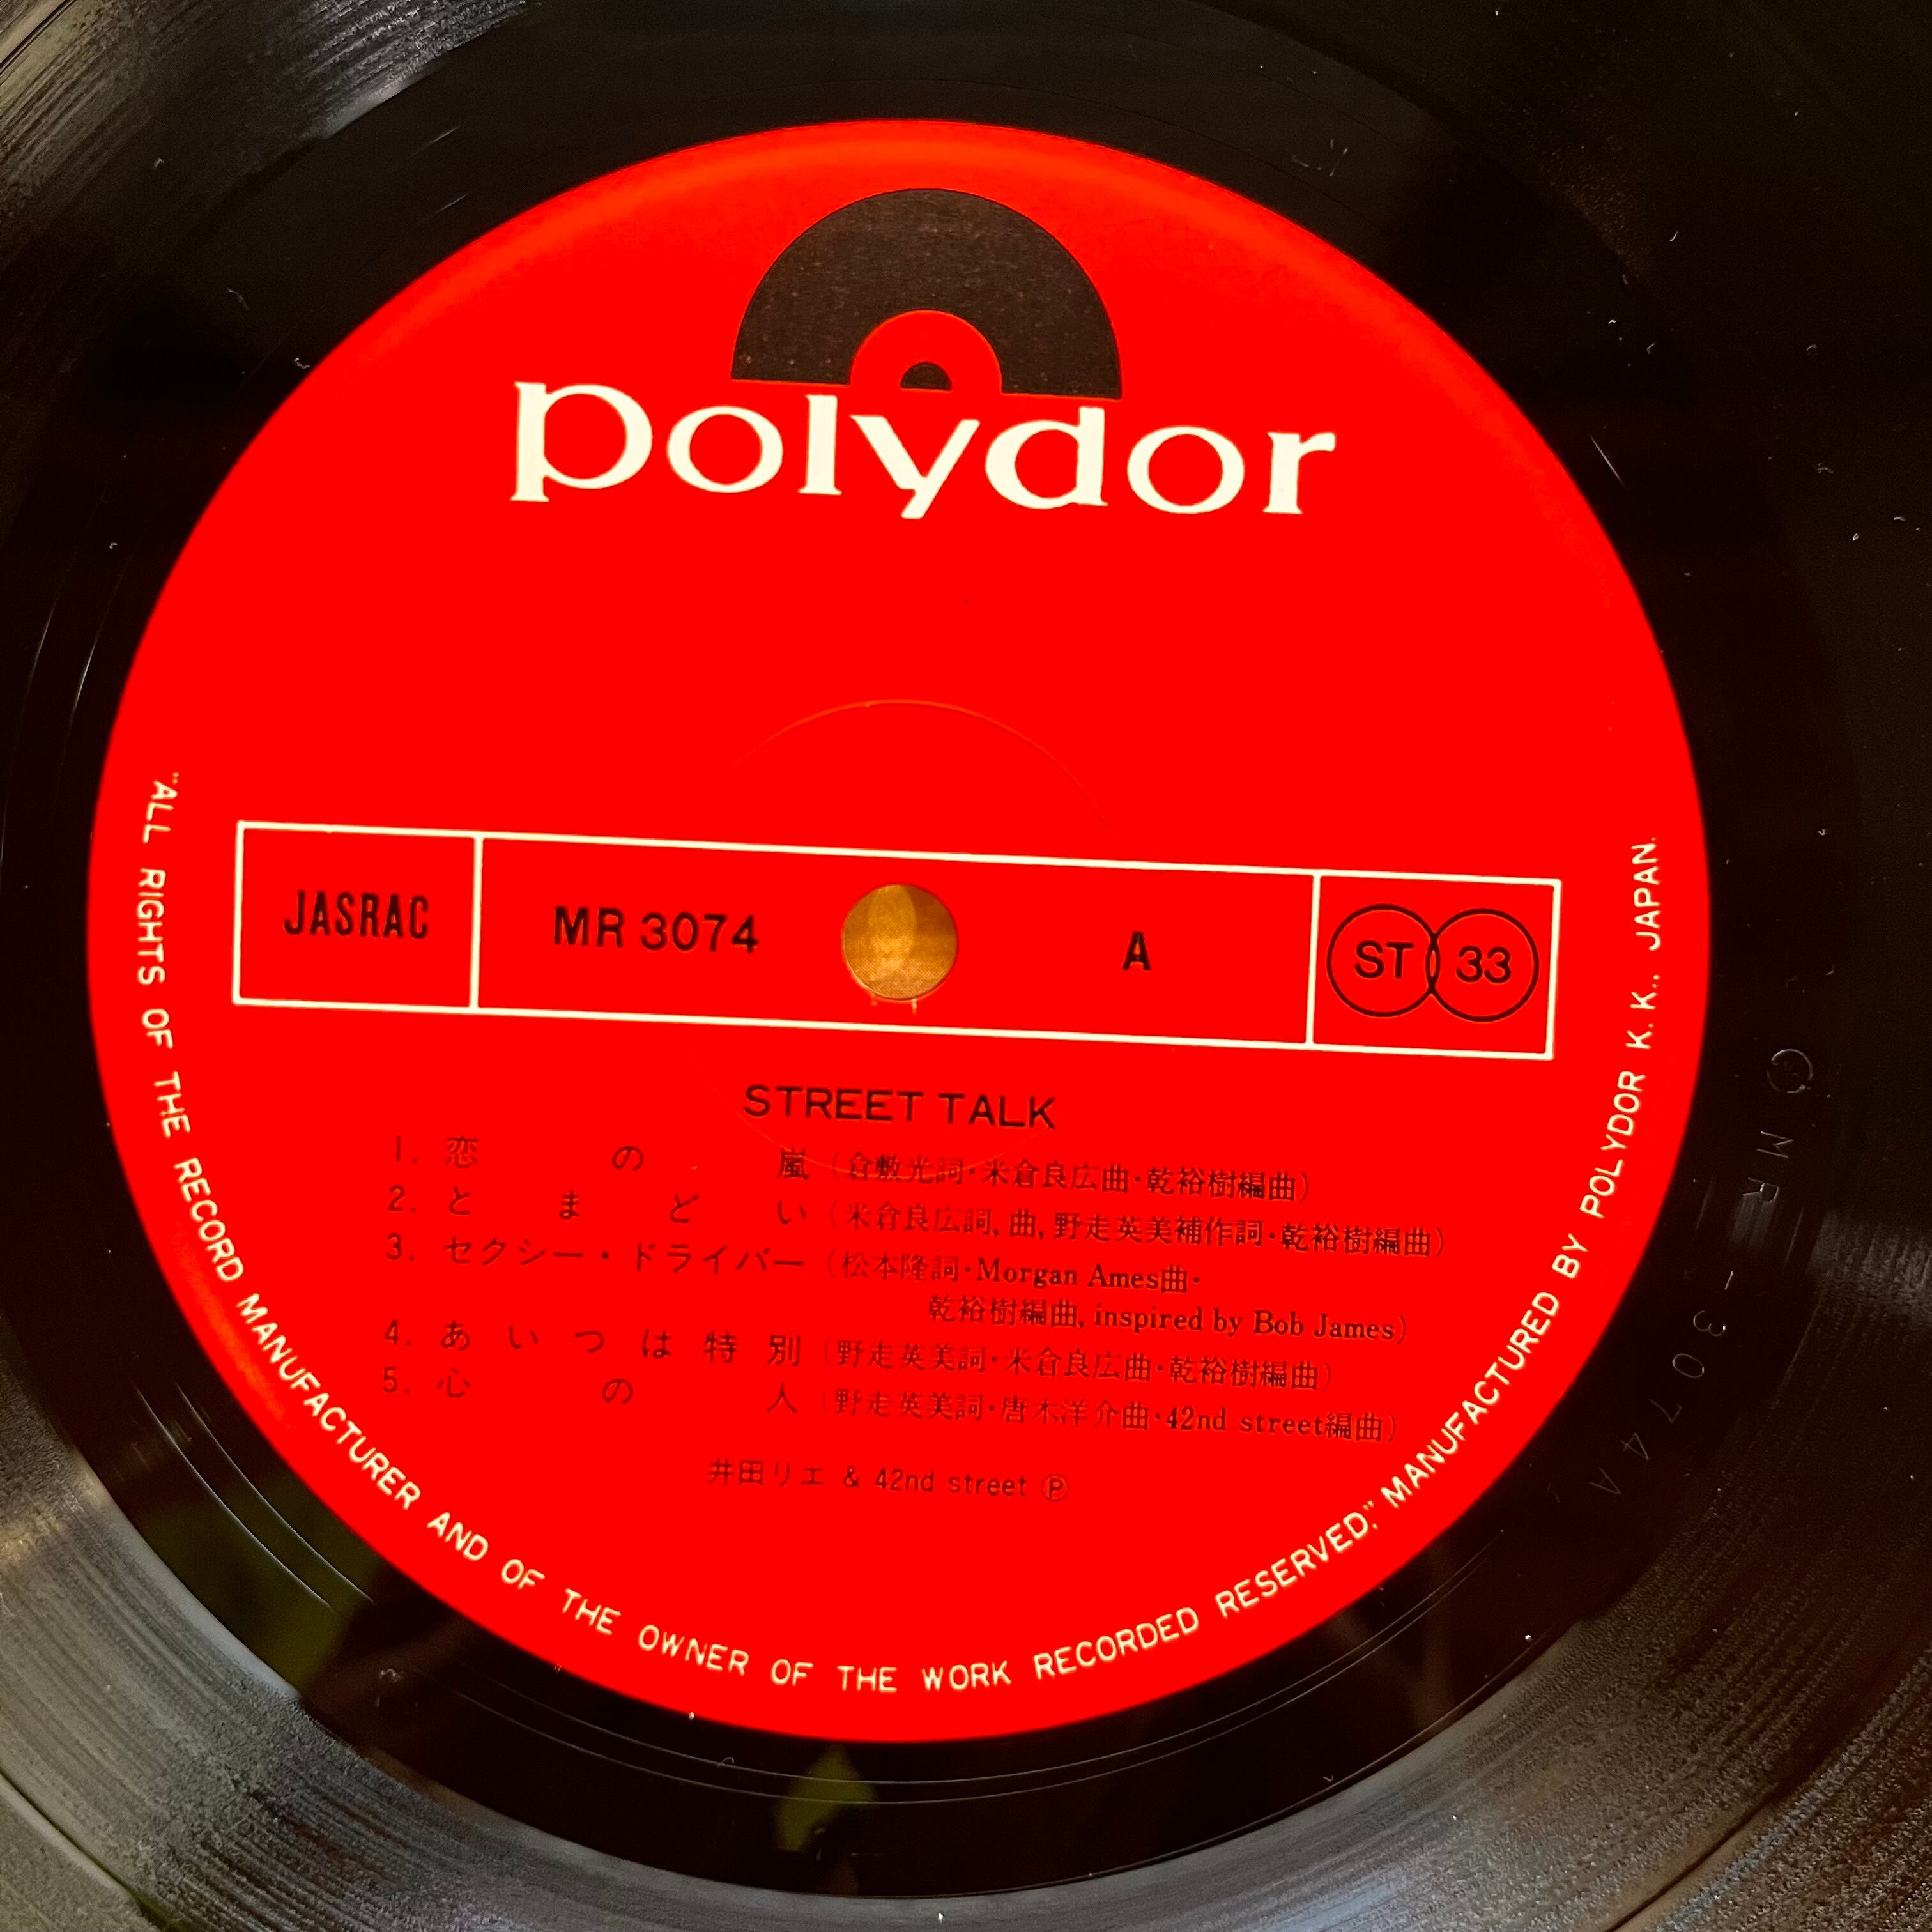 polydor
JASRAC MR 3074 A ST 33
STREET TALK
1. 恋の嵐 (倉敷光詞・米倉良広曲・乾裕樹編曲)
2. とまどい (米倉良広詞, 曲, 野走英美補作詞・乾裕樹編曲)
3. セクシー・ドライバー (松本隆詞・Morgan Ames曲・
乾裕樹編曲, inspired by Bob James)
4. あいつは特別 (野走英美詞・米倉良広曲・乾裕樹編曲)
5. 心の人 (野走英美詞・唐木洋介曲・42nd street編曲)
井田リエ & 42nd street Ⓟ
"ALL RIGHTS OF THE RECORD MANUFACTURER AND OF THE OWNER OF THE WORK RECORDED RESERVED." MANUFACTURED BY POLYDOR K. K., JAPAN.
MR-3074A